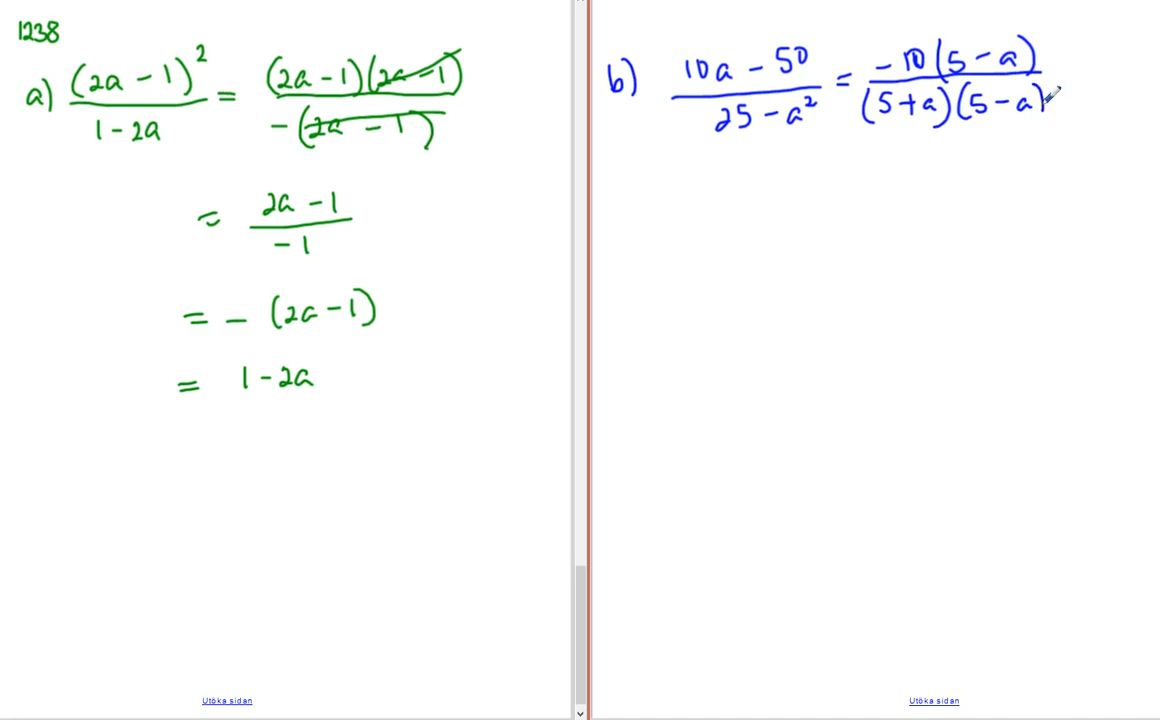 1238
a) (2a - 1)² / 1 - 2a = (2a - 1)(2a - 1) / -(2a - 1)
= 2a - 1 / - 1
= - (2a - 1)
= 1 - 2a
Utöka sidan
b) 10a - 50 / 25 - a² = - 10(5 - a) / (5 + a)(5 - a)
Utöka sidan